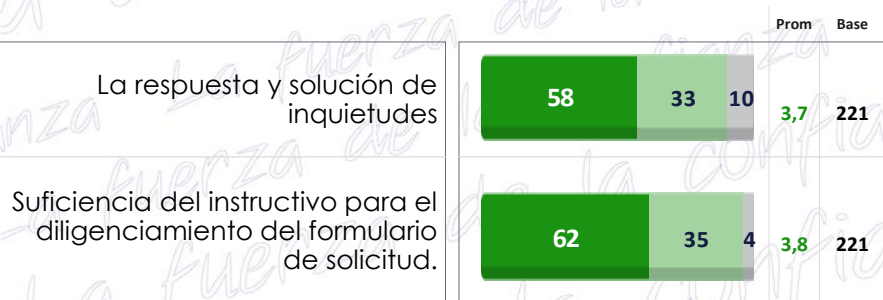 Prom Base
La respuesta y solución de
inquietudes
58 33 10 3,7 221
Suficiencia del instructivo para el
diligenciamiento del formulario
de solicitud.
62 35 4 3,8 221